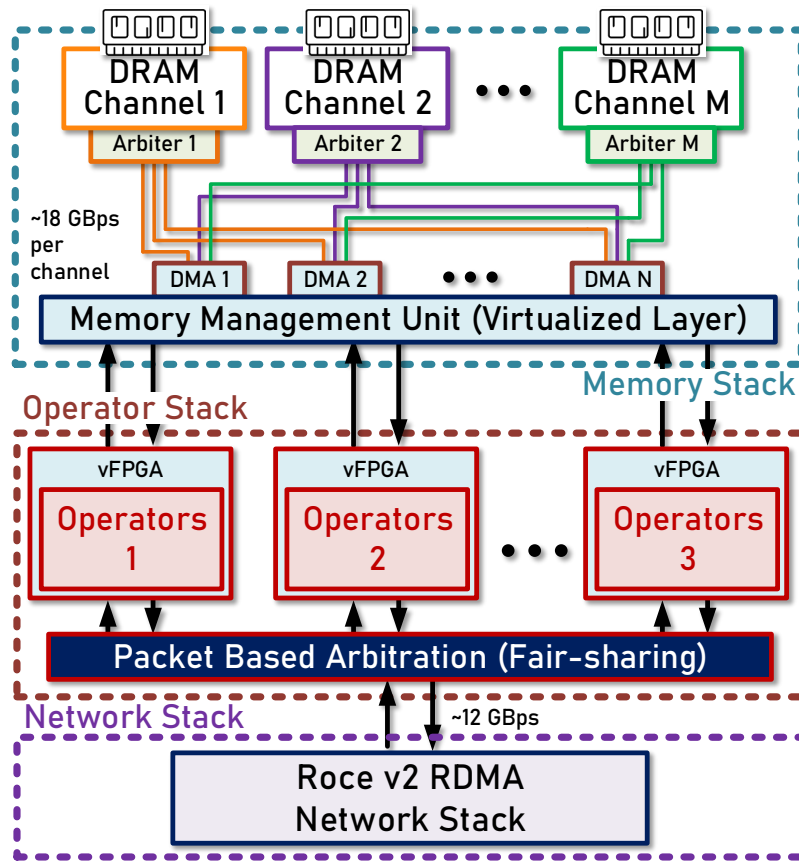 DRAM
Channel 1
DRAM
Channel 2
DRAM
Channel M
Arbiter 1
Arbiter 2
Arbiter M
~18 GBps
per
channel
DMA 1
DMA 2
DMA N
Memory Management Unit (Virtualized Layer)
Memory Stack
Operator Stack
vFPGA
vFPGA
vFPGA
Operators
1
Operators
2
Operators
3
Packet Based Arbitration (Fair-sharing)
Network Stack
~12 GBps
Roce v2 RDMA
Network Stack